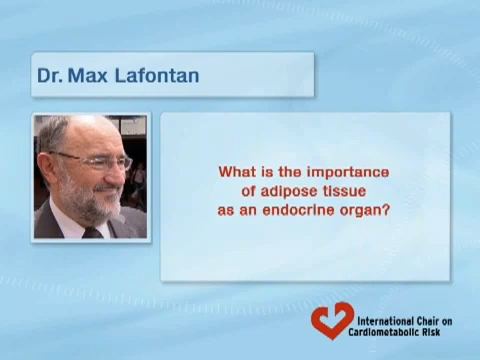 Dr. Max Lafontan
What is the importance
of adipose tissue
as an endocrine organ?
International Chair on
Cardiometabolic Risk